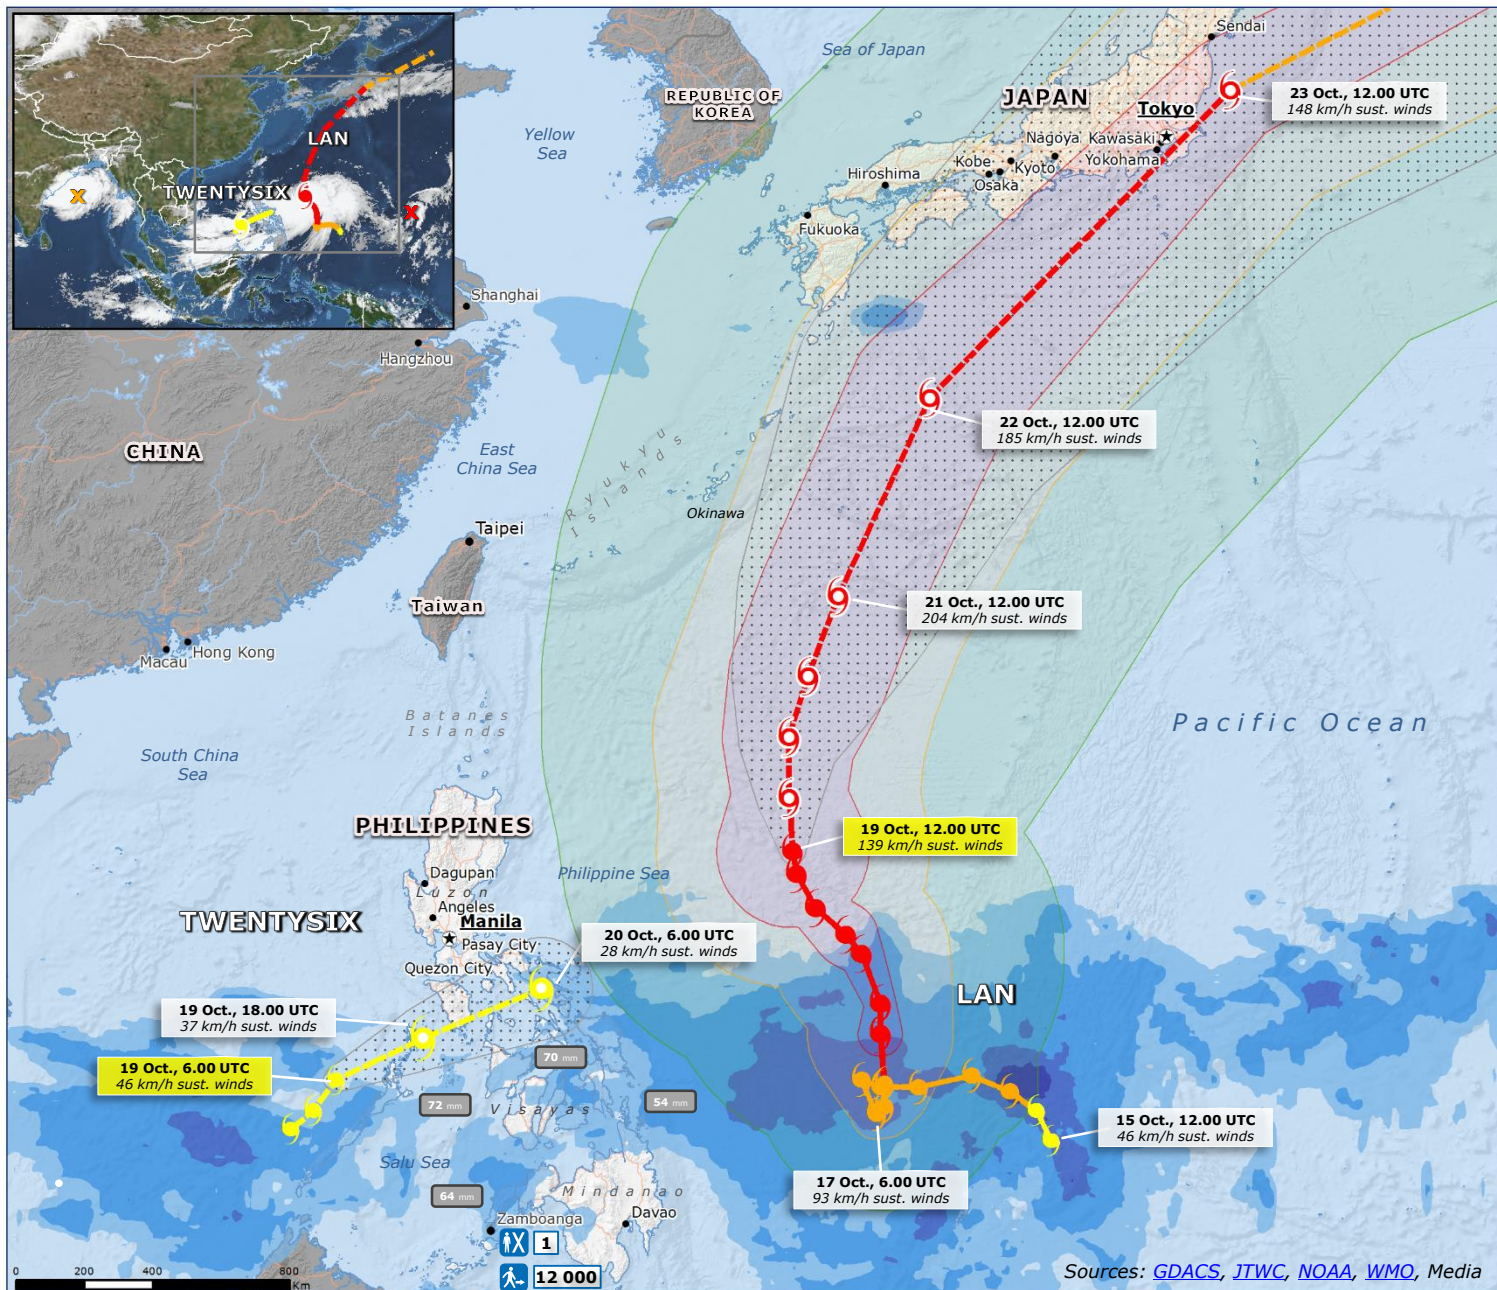 LAN
TWENTYSIX
X
X
Sendai
Sea of Japan
23 Oct., 12.00 UTC
148 km/h sust. winds
REPUBLIC OF
KOREA
JAPAN
Tokyo
Yellow
Sea
Nagoya
Kawasaki
Kobe
Kyoto
Yokohama
Hiroshima
Osaka
Fukuoka
Shanghai
Hangzhou
22 Oct., 12.00 UTC
185 km/h sust. winds
CHINA
East
China Sea
Ryukyu
Islands
Okinawa
Taipei
Taiwan
21 Oct., 12.00 UTC
204 km/h sust. winds
Hong Kong
Macau
Batanes
Islands
Pacific Ocean
South China
Sea
PHILIPPINES
19 Oct., 12.00 UTC
139 km/h sust. winds
Dagupan
Luzon
Philippine Sea
Angeles
TWENTYSIX
Manila
Pasay City
20 Oct., 6.00 UTC
28 km/h sust. winds
Quezon City
LAN
19 Oct., 18.00 UTC
37 km/h sust. winds
70 mm
19 Oct., 6.00 UTC
46 km/h sust. winds
72 mm
Visayas
54 mm
15 Oct., 12.00 UTC
46 km/h sust. winds
Salu Sea
17 Oct., 6.00 UTC
93 km/h sust. winds
64 mm
Mindanao
Zamboanga
Davao
1
12 000
0 200 400 800
Km
Sources: GDACS, JTWC, NOAA, WMO, Media